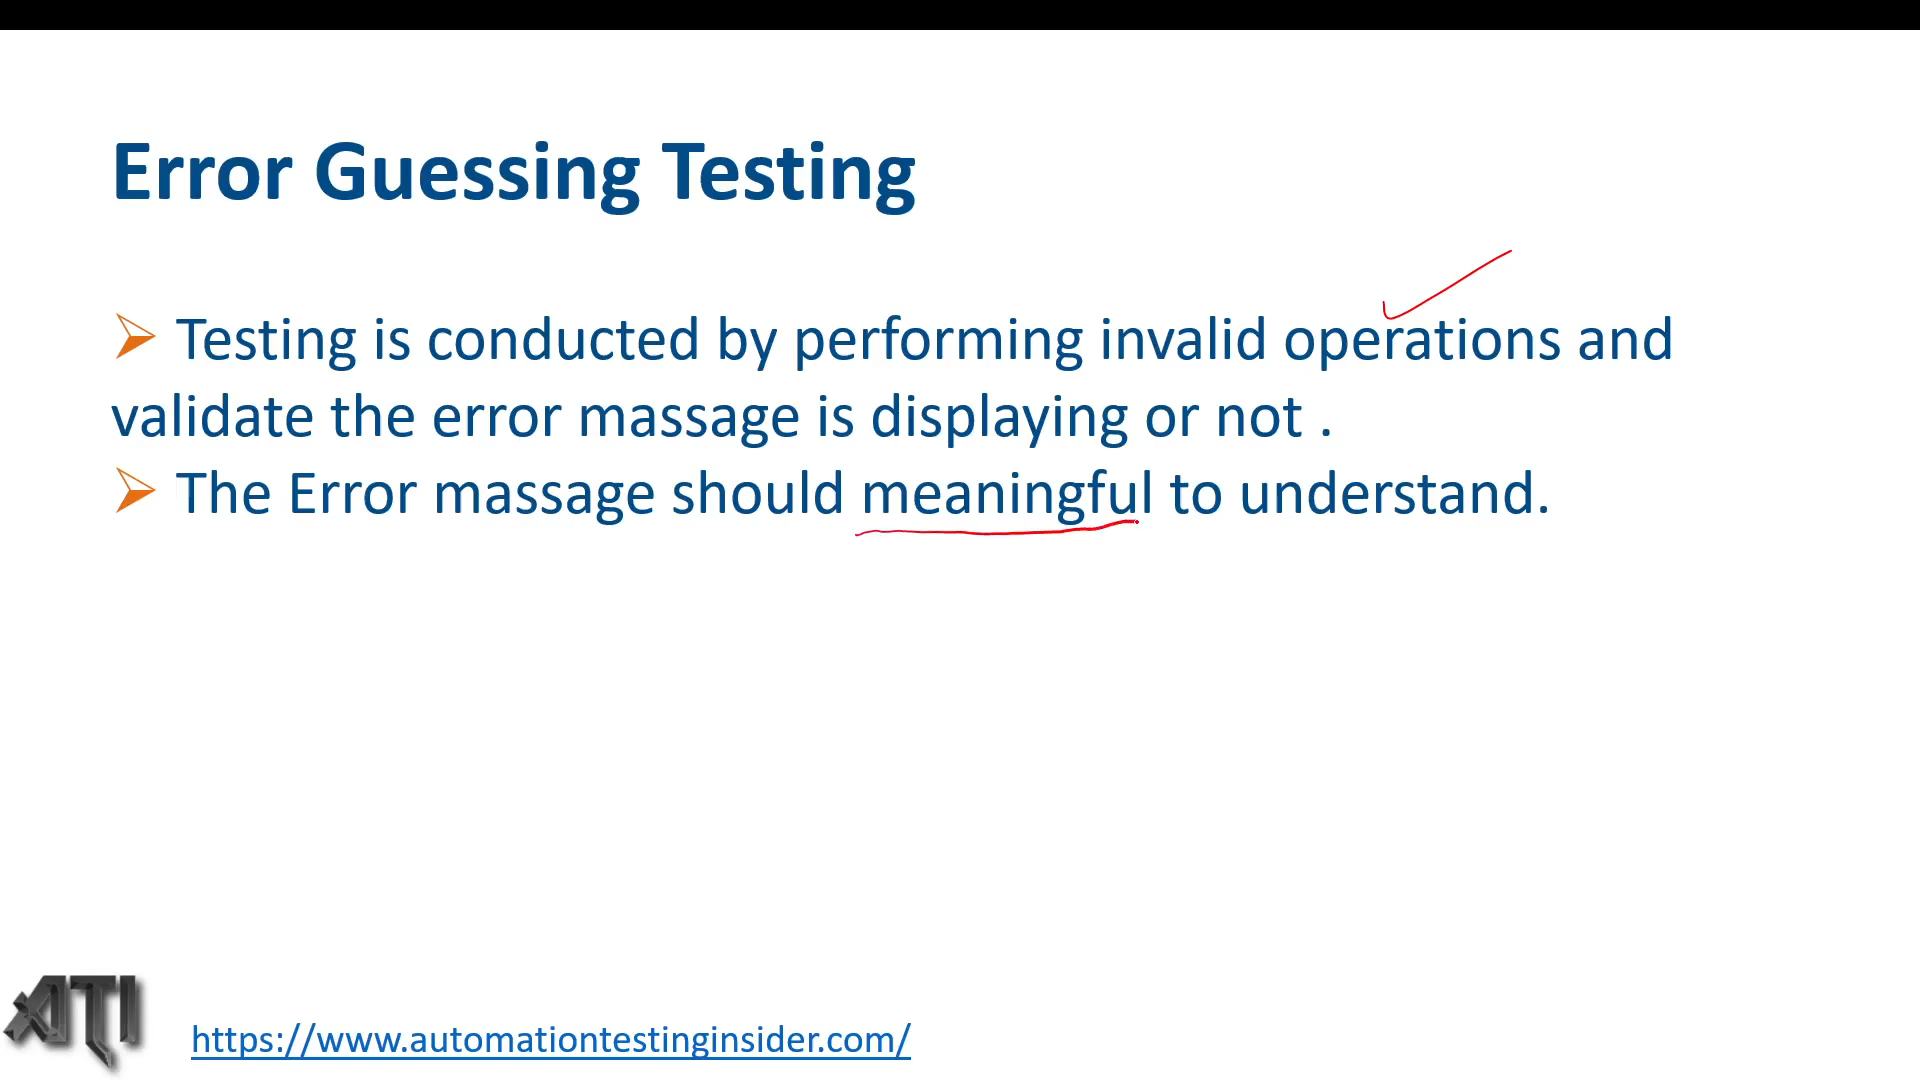 Error Guessing Testing
➢ Testing is conducted by performing invalid operations and
validate the error massage is displaying or not .
➢ The Error massage should meaningful to understand.
ATI
https://www.automationtestinginsider.com/